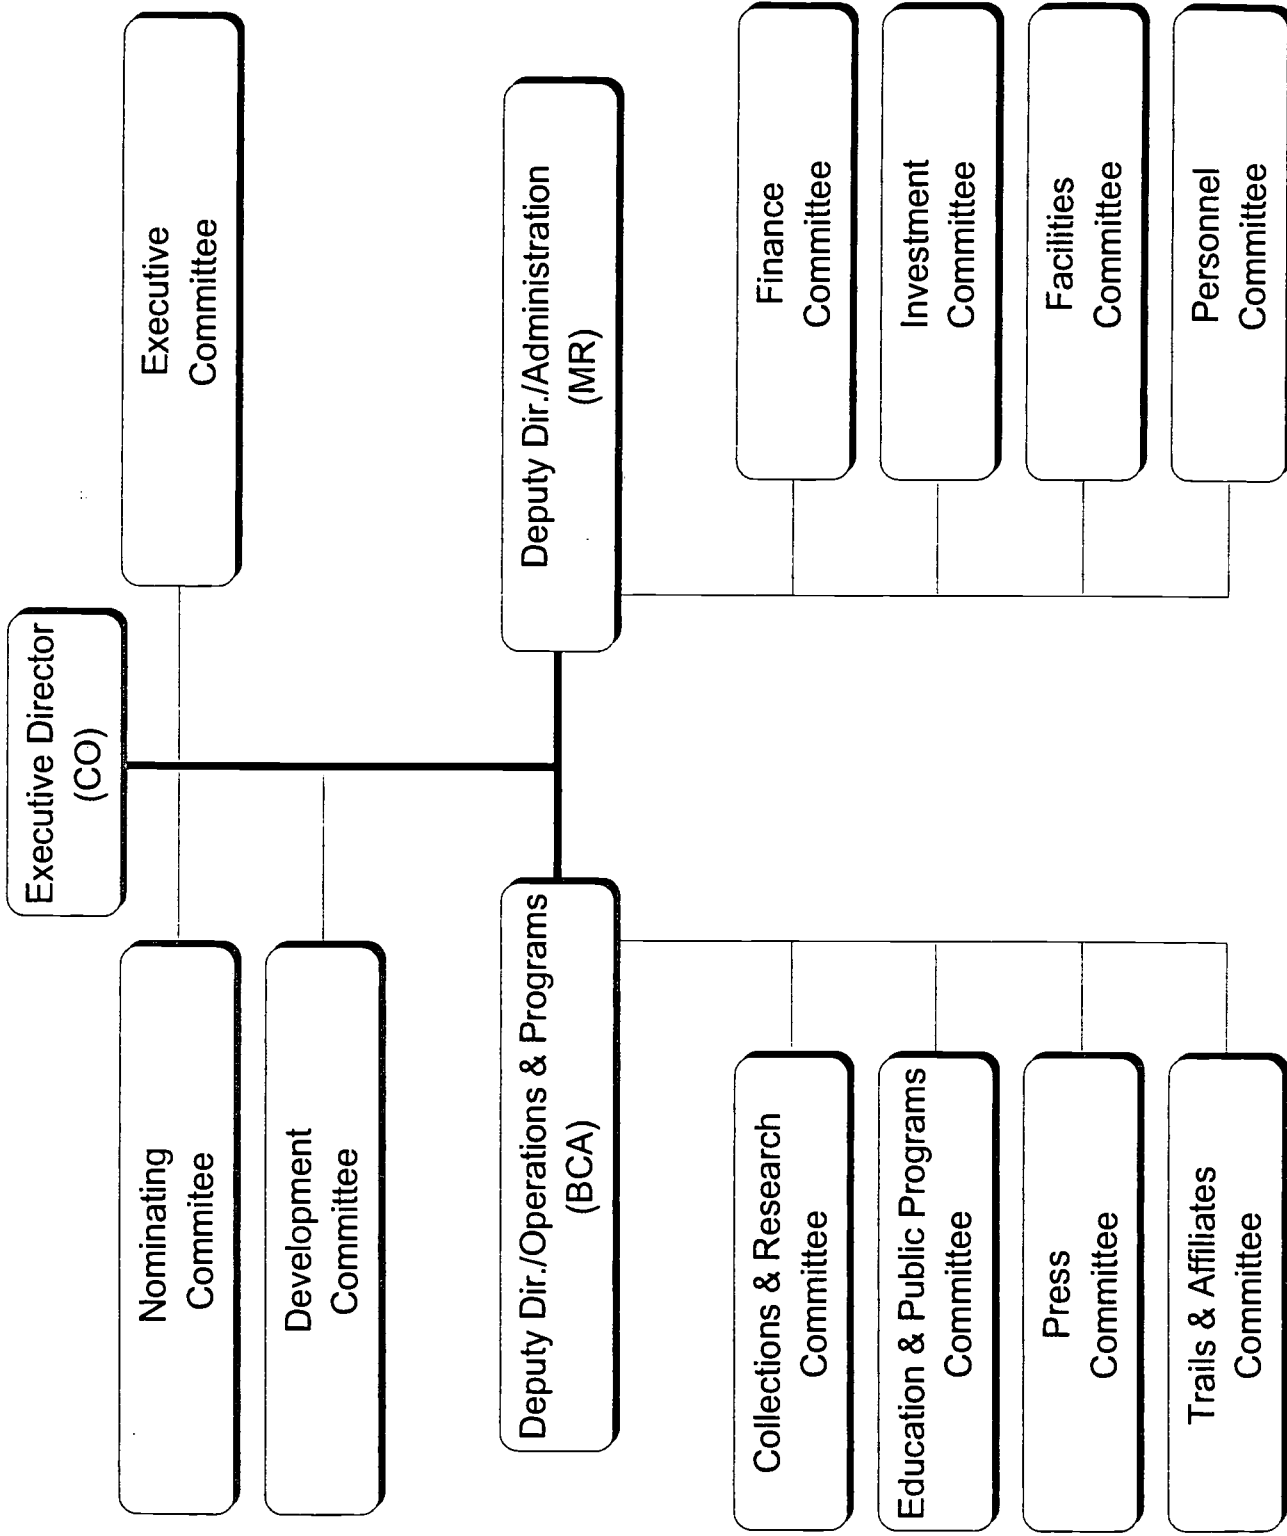 Executive Director
(CO)
Nominating
Commitee
Executive
Committee
Development
Committee
Deputy Dir./Operations & Programs
(BCA)
Deputy Dir./Administration
(MR)
Collections & Research
Committee
Education & Public Programs
Committee
Press
Committee
Trails & Affiliates
Committee
Finance
Committee
Investment
Committee
Facilities
Committee
Personnel
Committee